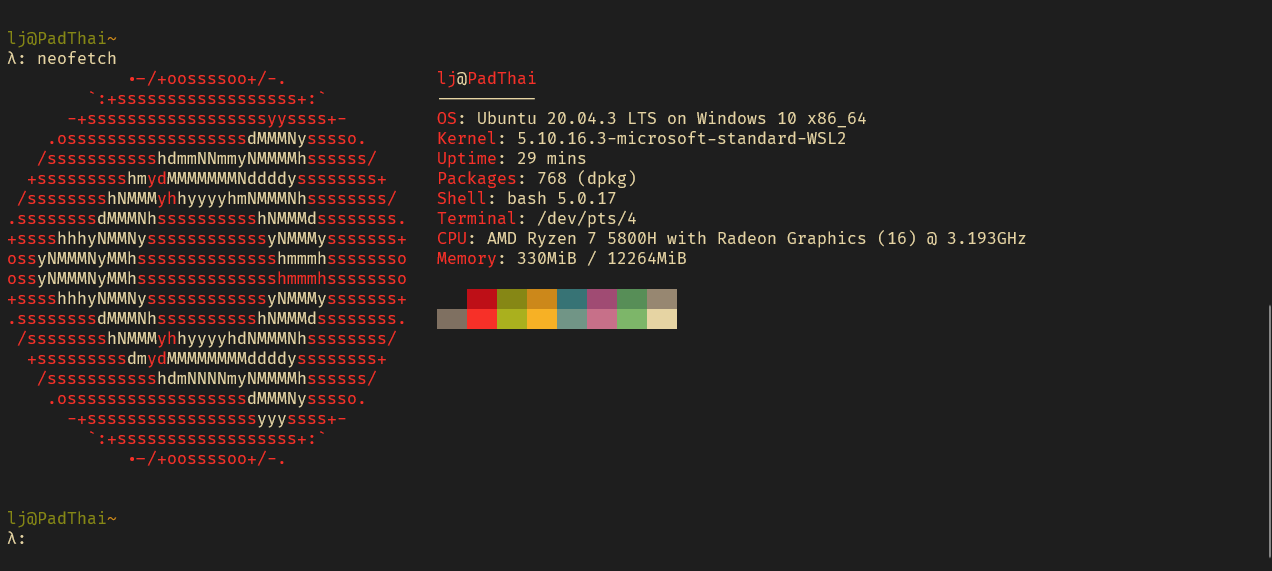 lj@PadThai~
λ: neofetch
            .-/+oossssoo+/-.               lj@PadThai
        `:+ssssssssssssssssss+:`           ----------
      -+ssssssssssssssssssyyssss+-         OS: Ubuntu 20.04.3 LTS on Windows 10 x86_64
    .ossssssssssssssssssdMMMNysssso.       Kernel: 5.10.16.3-microsoft-standard-WSL2
   /ssssssssssshdmmNNmmyNMMMMhssssss/      Uptime: 29 mins
  +ssssssssshmydMMMMMMMNddddyssssssss+     Packages: 768 (dpkg)
 /sssssssshNMMMyhhyyyyhmNMMMNhssssssss/    Shell: bash 5.0.17
.ssssssssdMMMNhsssssssssshNMMMdssssssss.   Terminal: /dev/pts/4
+sssshhhyNMMNyssssssssssssyNMMMysssssss+   CPU: AMD Ryzen 7 5800H with Radeon Graphics (16) @ 3.193GHz
ossyNMMMNyMMhsssssssssssssshmmmhssssssso   Memory: 330MiB / 12264MiB
ossyNMMMNyMMhsssssssssssssshmmmhssssssso
+sssshhhyNMMNyssssssssssssyNMMMysssssss+
.ssssssssdMMMNhsssssssssshNMMMdssssssss.
 /sssssssshNMMMyhhyyyyhdNMMMNhssssssss/
  +sssssssssdmydMMMMMMMMddddyssssssss+
   /ssssssssssshdmNNNNmyNMMMMhssssss/
    .ossssssssssssssssssdMMMNysssso.
      -+sssssssssssssssssyyyssss+-
        `:+ssssssssssssssssss+:`
            .-/+oossssoo+/-.
lj@PadThai~
λ: